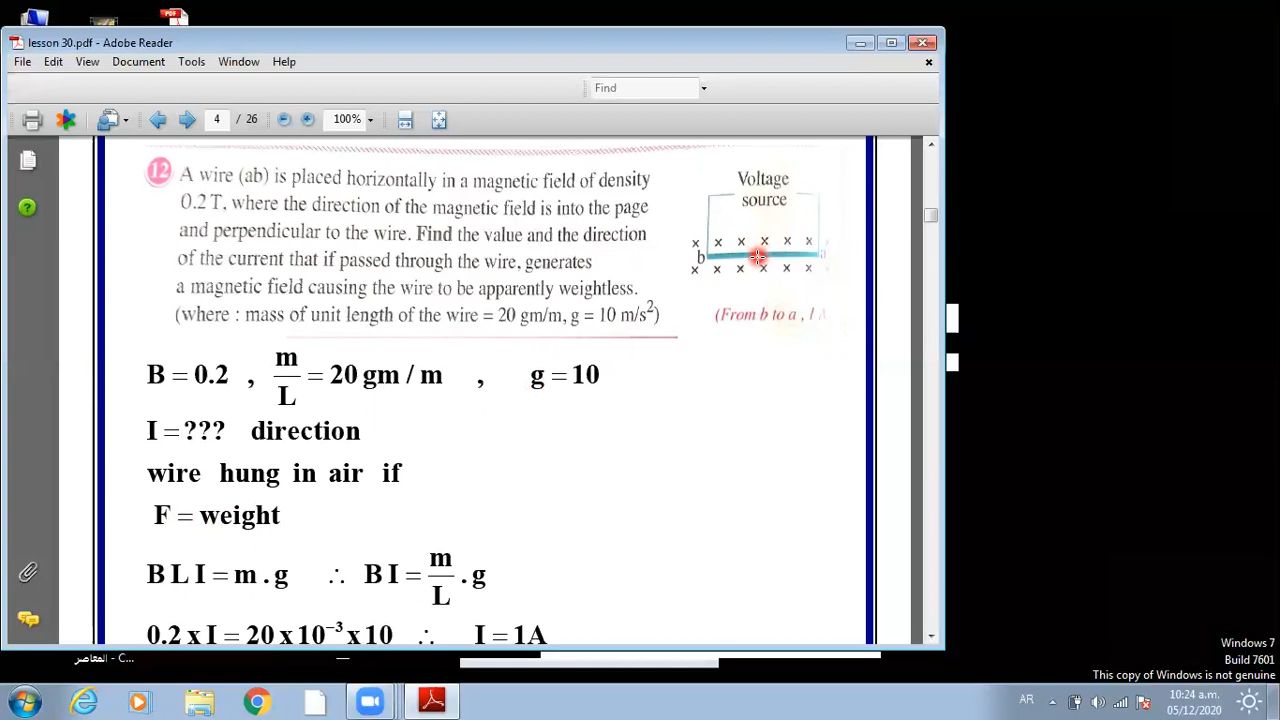 lesson 30.pdf - Adobe Reader
File Edit View Document Tools Window Help
Find
4 / 26 100%
12 A wire (ab) is placed horizontally in a magnetic field of density
0.2 T, where the direction of the magnetic field is into the page
and perpendicular to the wire. Find the value and the direction
of the current that if passed through the wire, generates
a magnetic field causing the wire to be apparently weightless.
(where : mass of unit length of the wire = 20 gm/m, g = 10 m/s²)
Voltage
source
x x x x x x
b a
x x x x x x
(From b to a , 1 A
B = 0.2 , m/L = 20 gm / m , g = 10
I = ??? direction
wire hung in air if
F = weight
B L I = m . g ∴ B I = m/L . g
0.2 x I = 20 x 10⁻³ x 10 ∴ I = 1A
المعاصر - C...
Windows 7
Build 7601
This copy of Windows is not genuine
AR
10:24 a.m.
05/12/2020